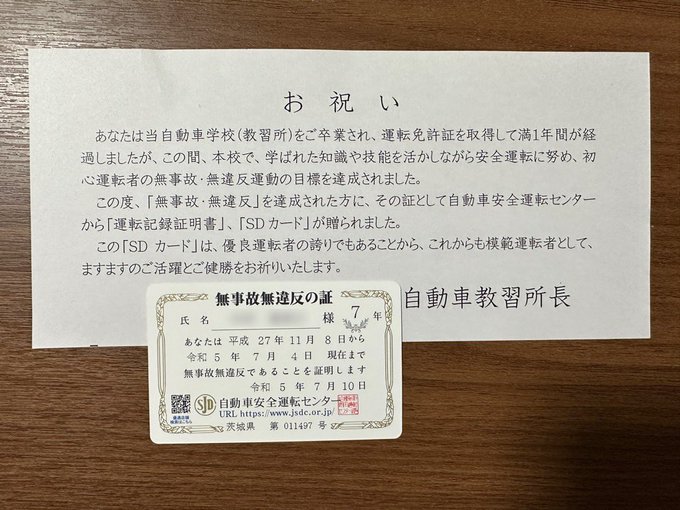 お祝い
あなたは当自動車学校(教習所)をご卒業され、運転免許証を取得して満1年間が経
過しましたが、この間、本校で、学ばれた知識や技能を活かしながら安全運転に努め、初
心運転者の無事故・無違反運動の目標を達成されました。
この度、「無事故・無違反」を達成された方に、その証として自動車安全運転センター
から「運転記録証明書」、「SDカード」が贈られました。
この「SD カード」は、優良運転者の誇りでもあることから、これからも模範運転者として、
ますますのご活躍とご健勝をお祈りいたします。
自動車教習所長
無事故無違反の証
氏名 様 7年
あなたは 平成 27年11月 8日から
令和 5年 7月 4日 現在まで
無事故無違反であることを証明します
令和 5年 7月10日
SD 自動車安全運転センター
URL https://www.jsdc.or.jp/
優遇店舗
検索はこちら
茨城県 第 011497 号